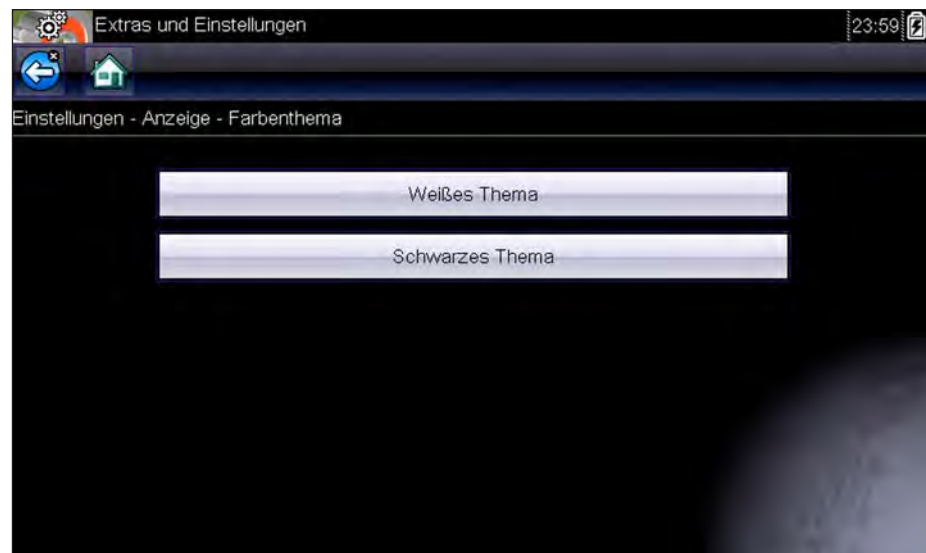 Extras und Einstellungen 23:59
Einstellungen - Anzeige - Farbenthema
Weißes Thema
Schwarzes Thema